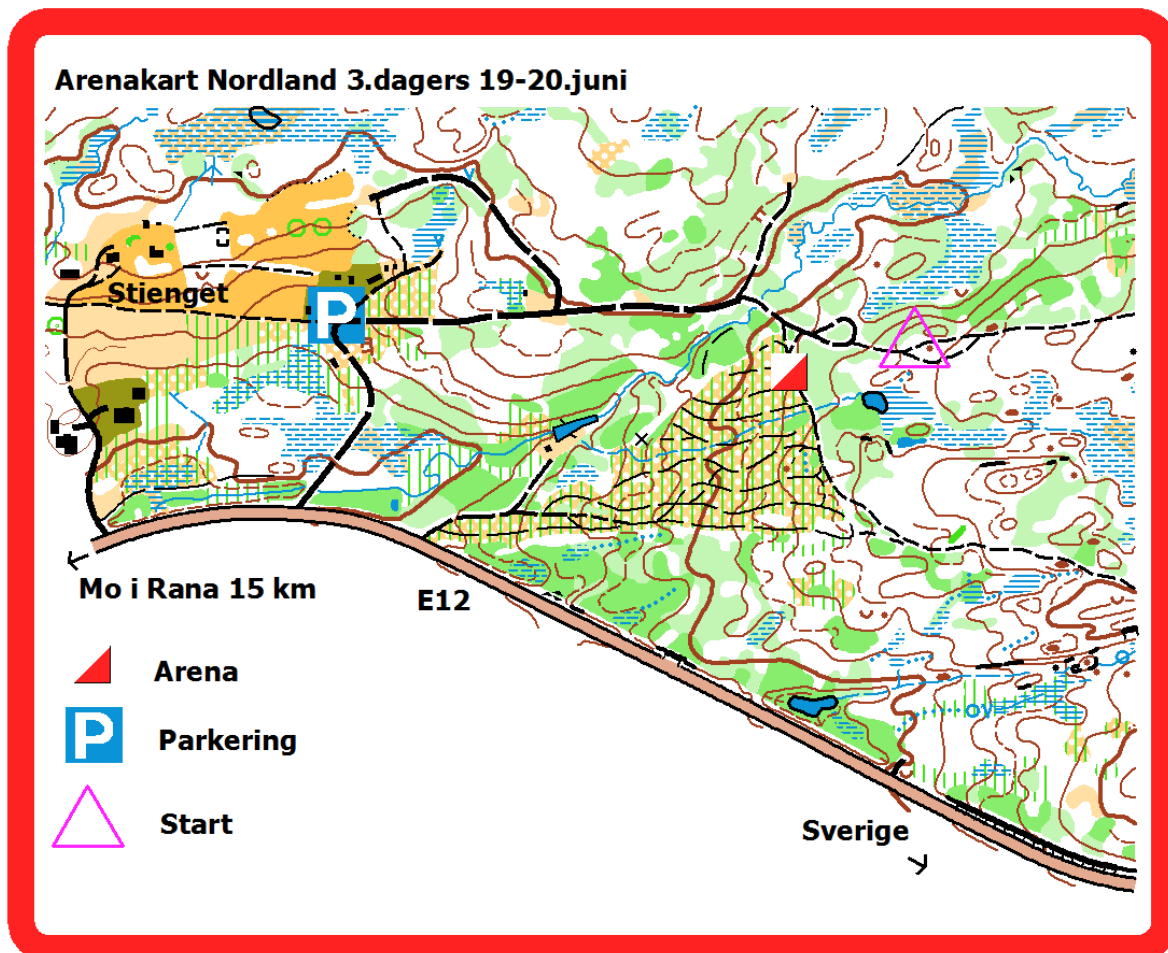 Arenakart Nordland 3.dagers 19-20.juni
Stienget
P
Mo i Rana 15 km
E12
Arena
P
Parkering
Start
Sverige